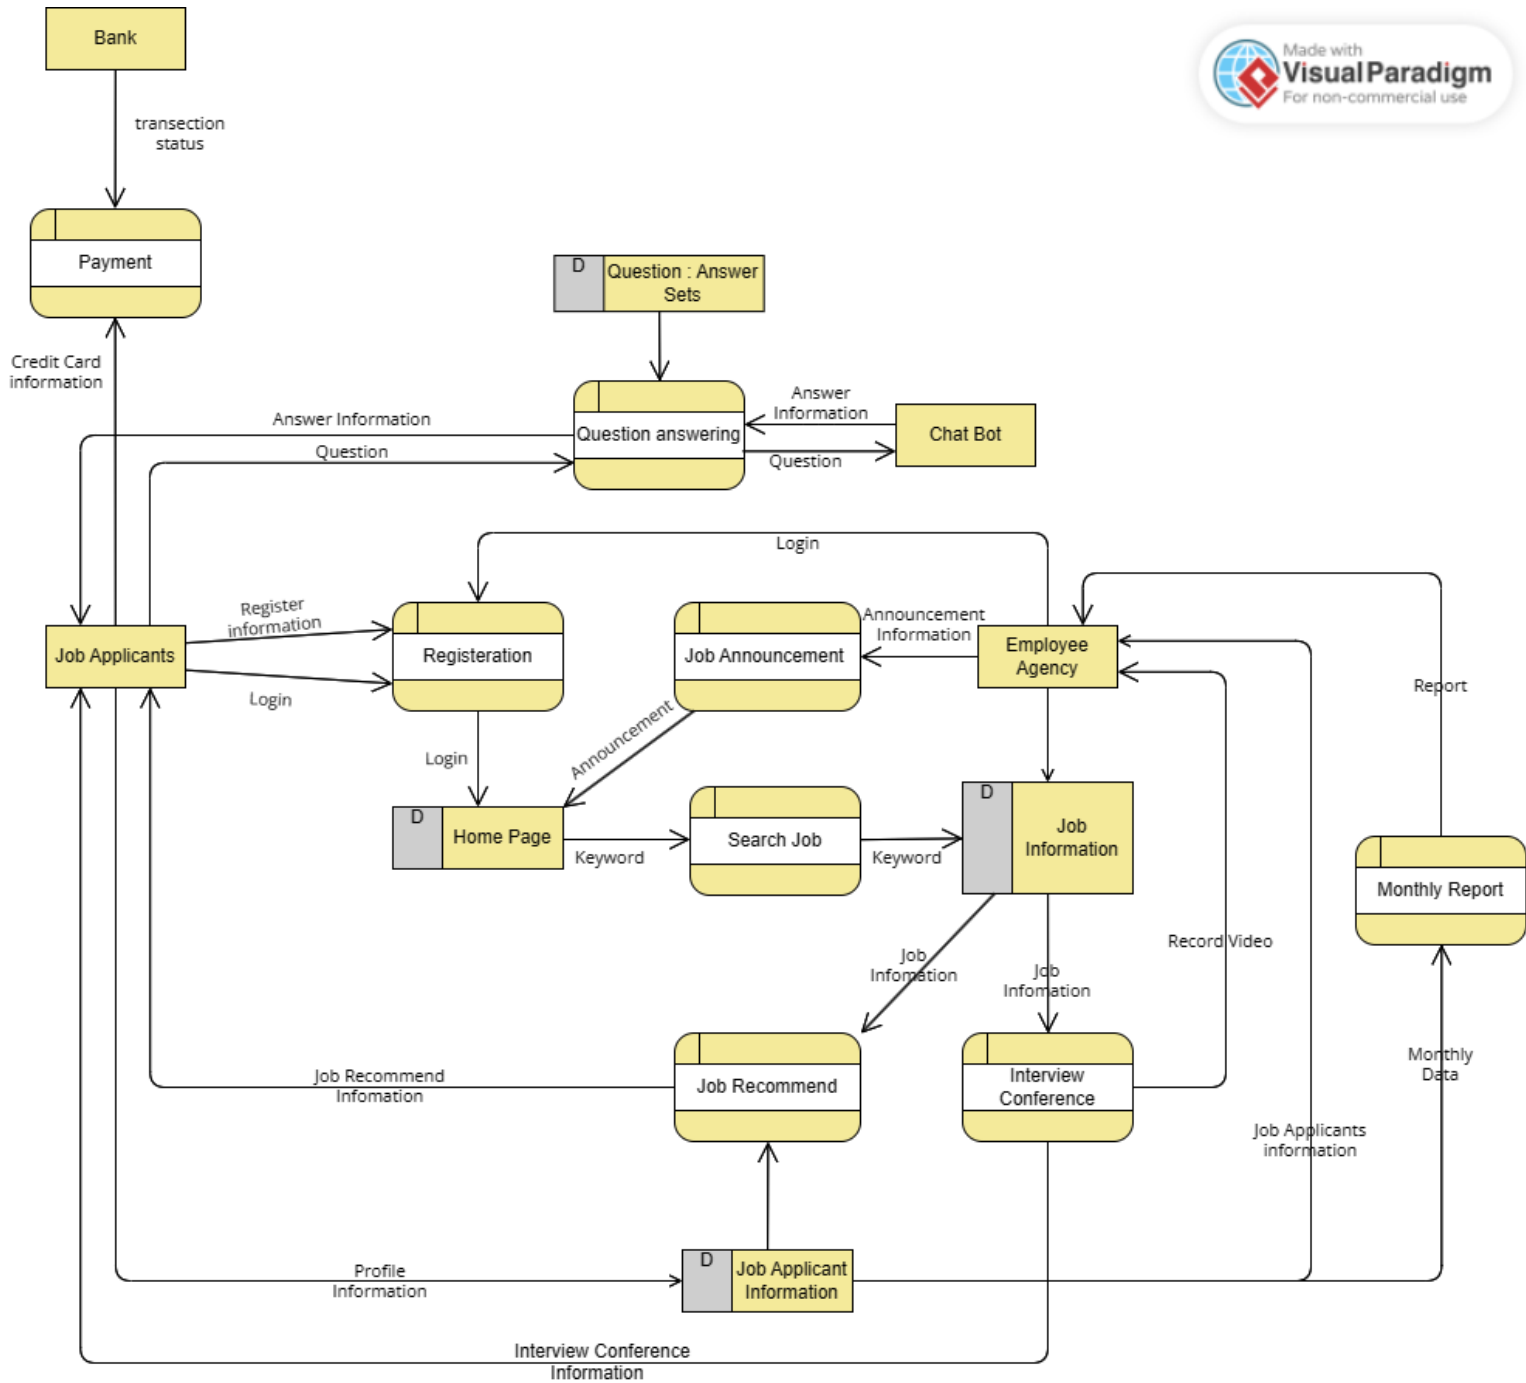 Bank
Made with
Visual Paradigm
For non-commercial use
transection
status
Payment
D
Question : Answer
Sets
Credit Card
information
Answer Information
Question
Question answering
Answer
Information
Question
Chat Bot
Login
Register
information
Login
Job Applicants
Registeration
Job Announcement
Announcement
Information
Employee
Agency
Report
Login
Announcement
D
Home Page
Keyword
Search Job
Keyword
D
Job
Information
Monthly Report
Job
Infomation
Job
Infomation
Record Video
Job Recommend
Infomation
Job Recommend
Interview
Conference
Monthly
Data
Job Applicants
information
Profile
Information
D
Job Applicant
Information
Interview Conference
Information